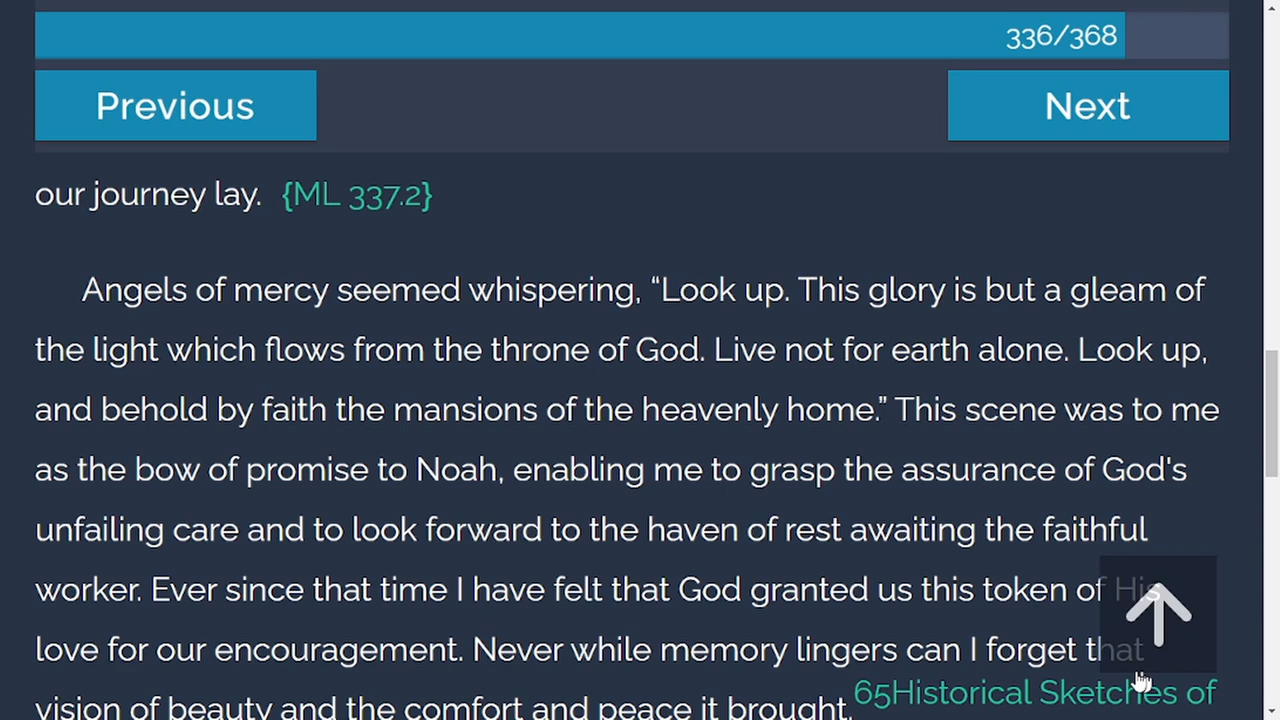 336/368
Previous
Next
our journey lay. {ML 337.2}
Angels of mercy seemed whispering, “Look up. This glory is but a gleam of
the light which flows from the throne of God. Live not for earth alone. Look up,
and behold by faith the mansions of the heavenly home.” This scene was to me
as the bow of promise to Noah, enabling me to grasp the assurance of God's
unfailing care and to look forward to the haven of rest awaiting the faithful
worker. Ever since that time I have felt that God granted us this token of His
love for our encouragement. Never while memory lingers can I forget that
vision of beauty and the comfort and peace it brought. 65Historical Sketches of